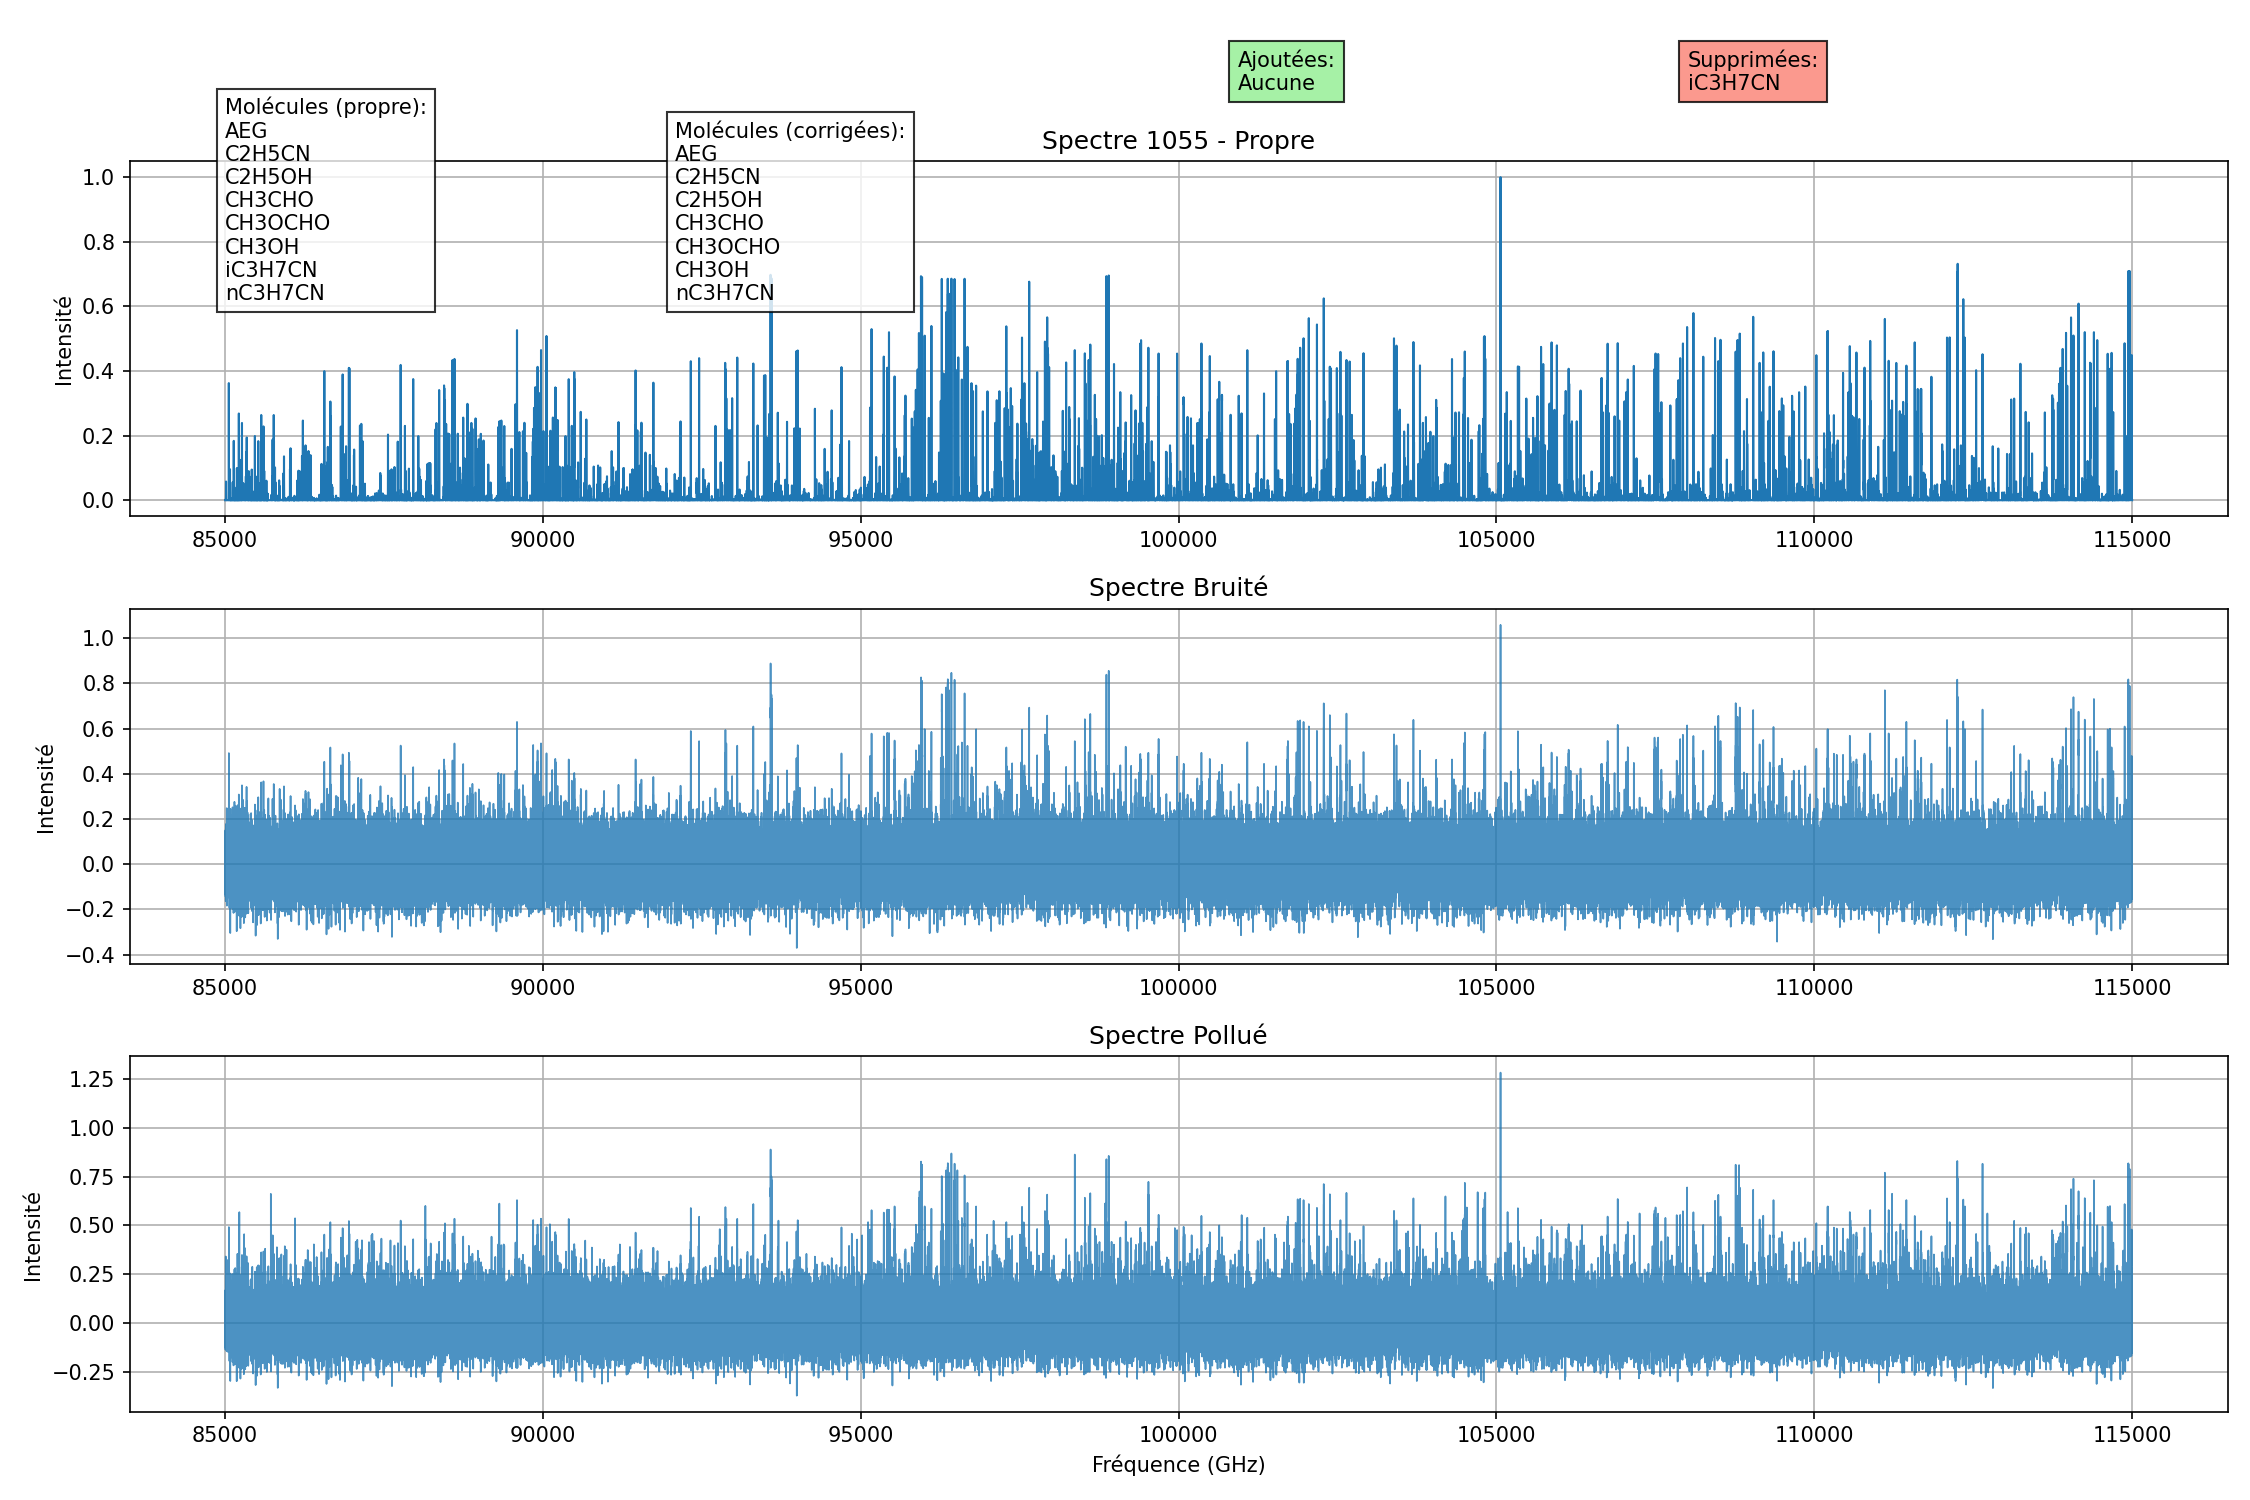 Ajoutées:
Aucune
Supprimées:
iC3H7CN
Molécules (propre):
AEG
C2H5CN
C2H5OH
CH3CHO
CH3OCHO
CH3OH
iC3H7CN
nC3H7CN
Molécules (corrigées):
AEG
C2H5CN
C2H5OH
CH3CHO
CH3OCHO
CH3OH
nC3H7CN
Spectre 1055 - Propre
Intensité
1.0
0.8
0.6
0.4
0.2
0.0
85000 90000 95000 100000 105000 110000 115000
Spectre Bruité
Intensité
1.0
0.8
0.6
0.4
0.2
0.0
−0.2
−0.4
85000 90000 95000 100000 105000 110000 115000
Spectre Pollué
Intensité
1.25
1.00
0.75
0.50
0.25
0.00
−0.25
85000 90000 95000 100000 105000 110000 115000
Fréquence (GHz)